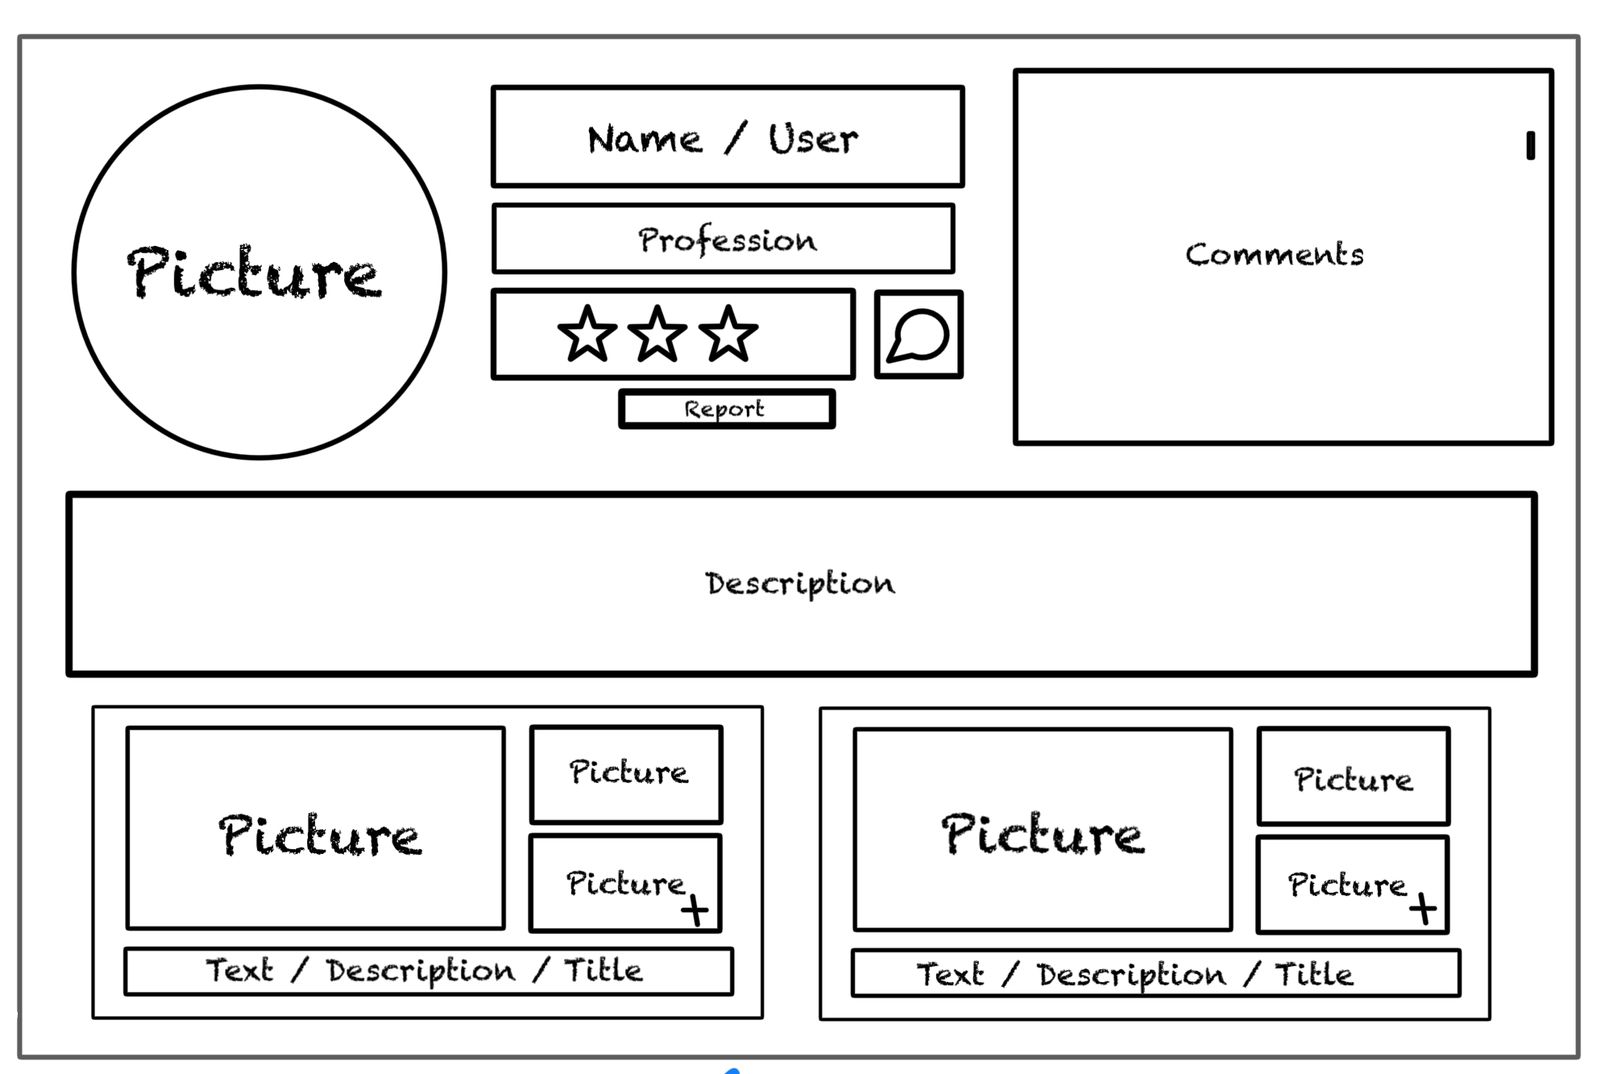 Picture
Name / User
Profession
Report
Comments
Description
Picture
Picture
Picture
Text / Description / Title
Picture
Picture
Picture
Text / Description / Title